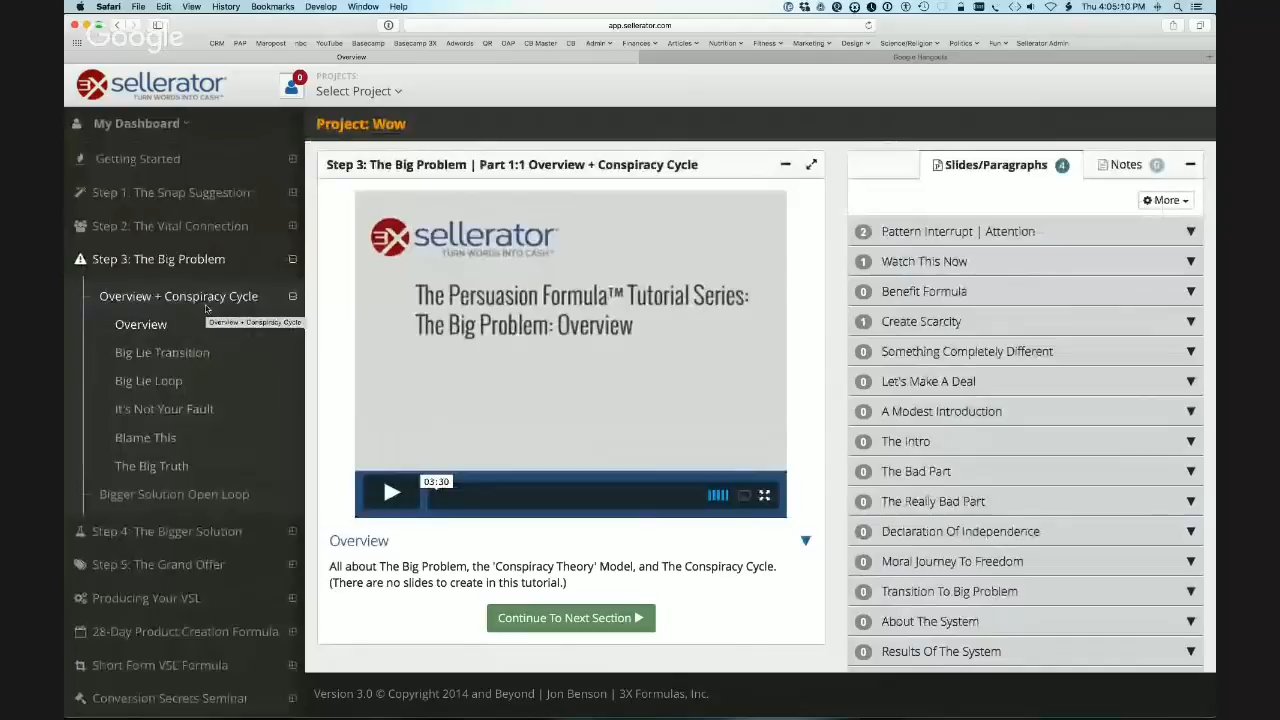 Safari File Edit View History Bookmarks Develop Window Help
Thu 4:05:10 PM
Google
app.sellerator.com
CRM PAP Maropost nbc YouTube Basecamp Basecamp 3X Adwords QR OAP CB Master CB Admin Finances Articles Nutrition Fitness Marketing Design Science/Religion Politics Fun Sellerator Admin
Overview
Google Hangouts
3X sellerator
TURN WORDS INTO CASH™
0
PROJECTS:
Select Project
My Dashboard
Project: Wow
Getting Started
Step 1: The Snap Suggestion
Step 2: The Vital Connection
Step 3: The Big Problem
Overview + Conspiracy Cycle
Overview + Conspiracy Cycle
Overview
Big Lie Transition
Big Lie Loop
It's Not Your Fault
Blame This
The Big Truth
Bigger Solution Open Loop
Step 4: The Bigger Solution
Step 5: The Grand Offer
Producing Your VSL
28-Day Product Creation Formula
Short Form VSL Formula
Conversion Secrets Seminar
Step 3: The Big Problem | Part 1:1 Overview + Conspiracy Cycle
3X sellerator
TURN WORDS INTO CASH™
The Persuasion Formula™ Tutorial Series:
The Big Problem: Overview
03:30
Overview
All about The Big Problem, the 'Conspiracy Theory' Model, and The Conspiracy Cycle.
(There are no slides to create in this tutorial.)
Continue To Next Section
Slides/Paragraphs 4
Notes 0
More
2 Pattern Interrupt | Attention
1 Watch This Now
0 Benefit Formula
1 Create Scarcity
0 Something Completely Different
0 Let's Make A Deal
0 A Modest Introduction
0 The Intro
0 The Bad Part
0 The Really Bad Part
0 Declaration Of Independence
0 Moral Journey To Freedom
0 Transition To Big Problem
0 About The System
0 Results Of The System
Version 3.0 © Copyright 2014 and Beyond | Jon Benson | 3X Formulas, Inc.